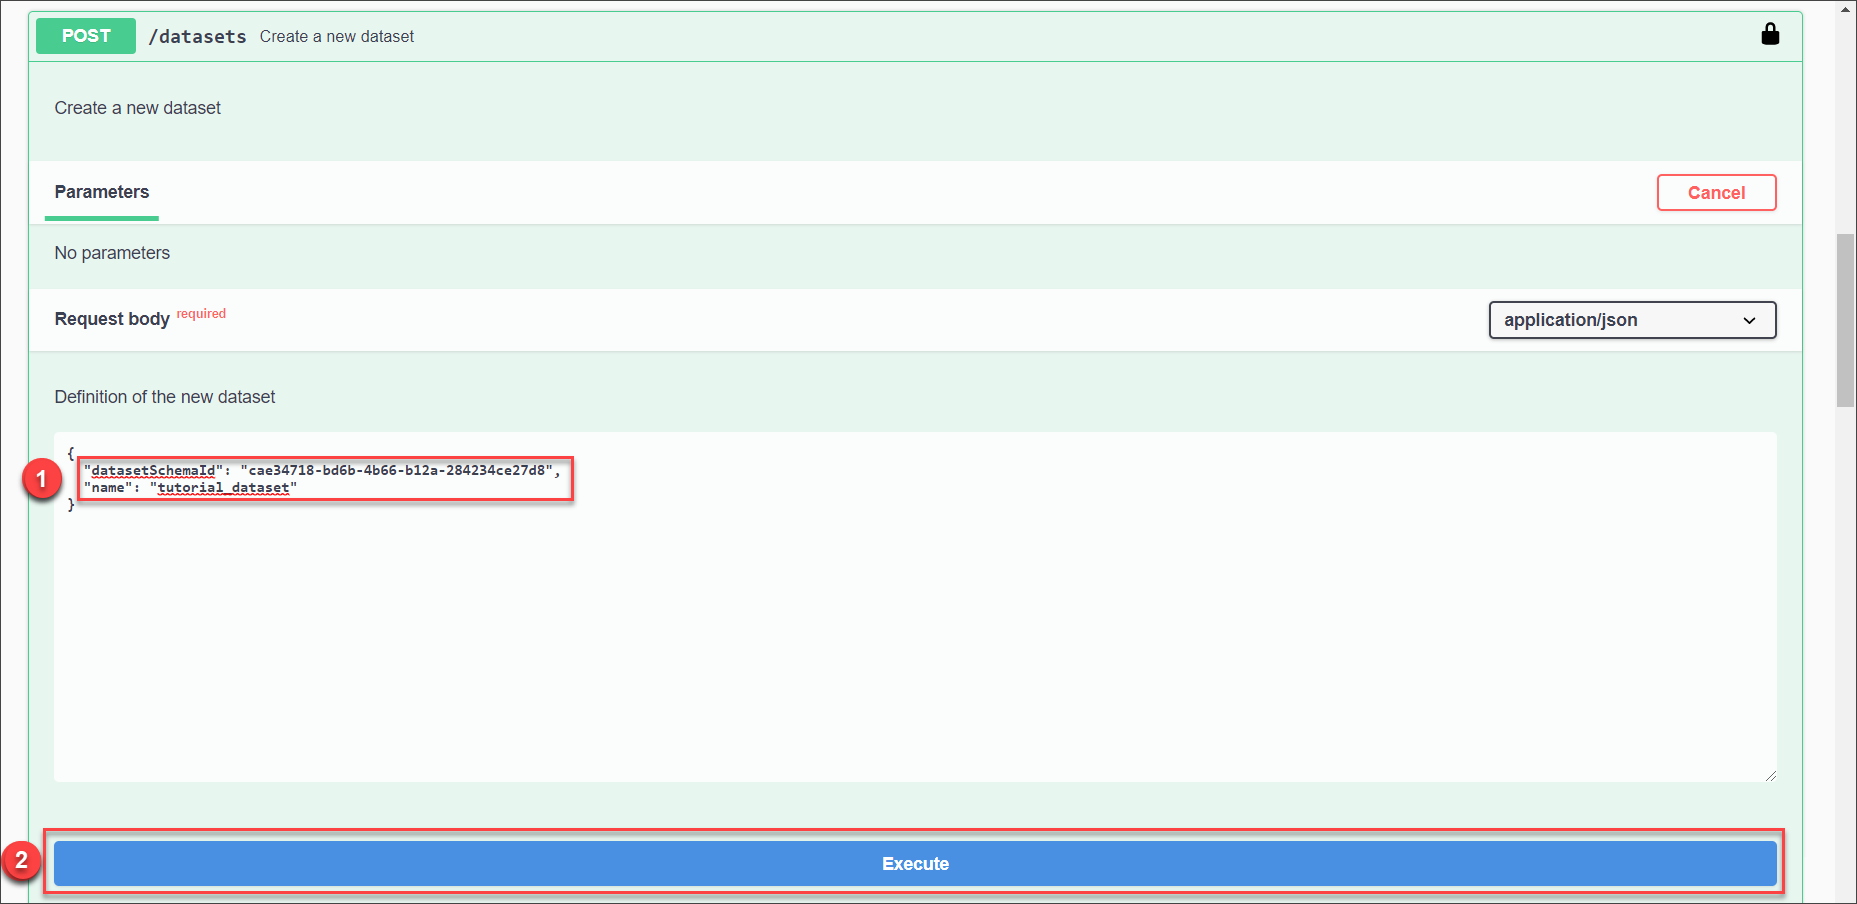 POST /datasets Create a new dataset
Create a new dataset
Parameters
Cancel
No parameters
Request body required
application/json
Definition of the new dataset
{
"datasetSchemaId": "cae34718-bd6b-4b66-b12a-284234ce27d8",
"name": "tutorial_dataset"
}
1
Execute
2